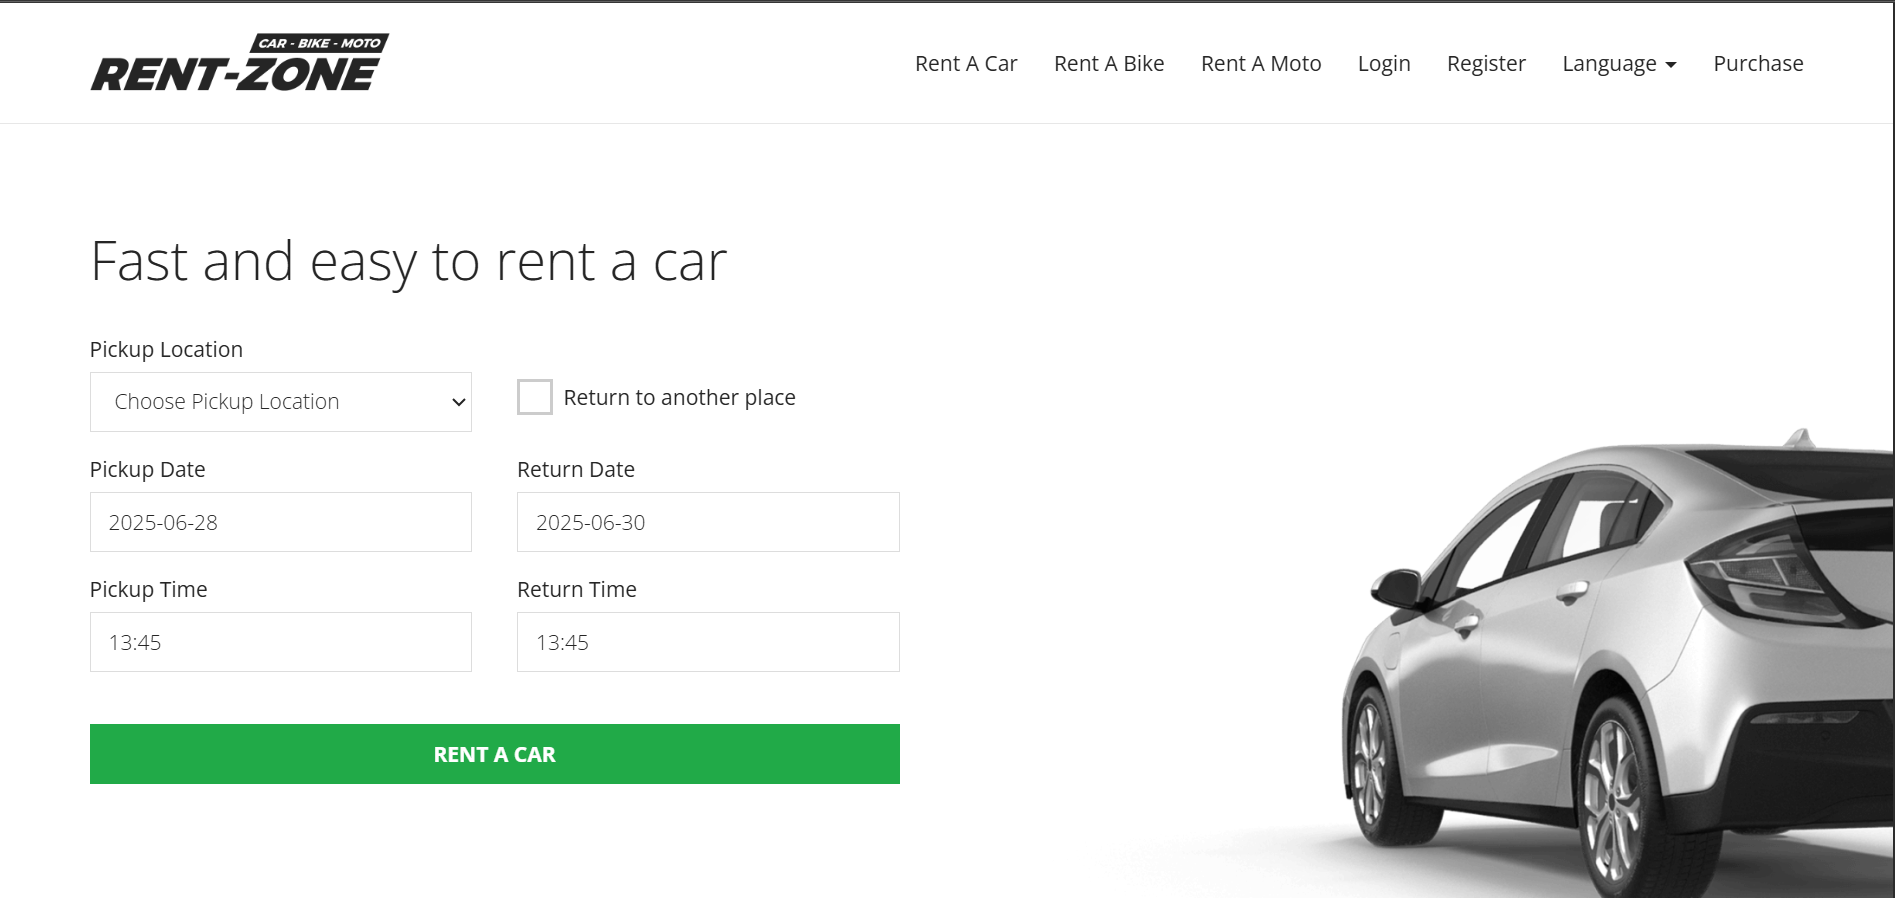 CAR - BIKE - MOTO
RENT-ZONE
Rent A Car Rent A Bike Rent A Moto Login Register Language Purchase
Fast and easy to rent a car
Pickup Location
Choose Pickup Location
Return to another place
Pickup Date Return Date
2025-06-28 2025-06-30
Pickup Time Return Time
13:45 13:45
RENT A CAR